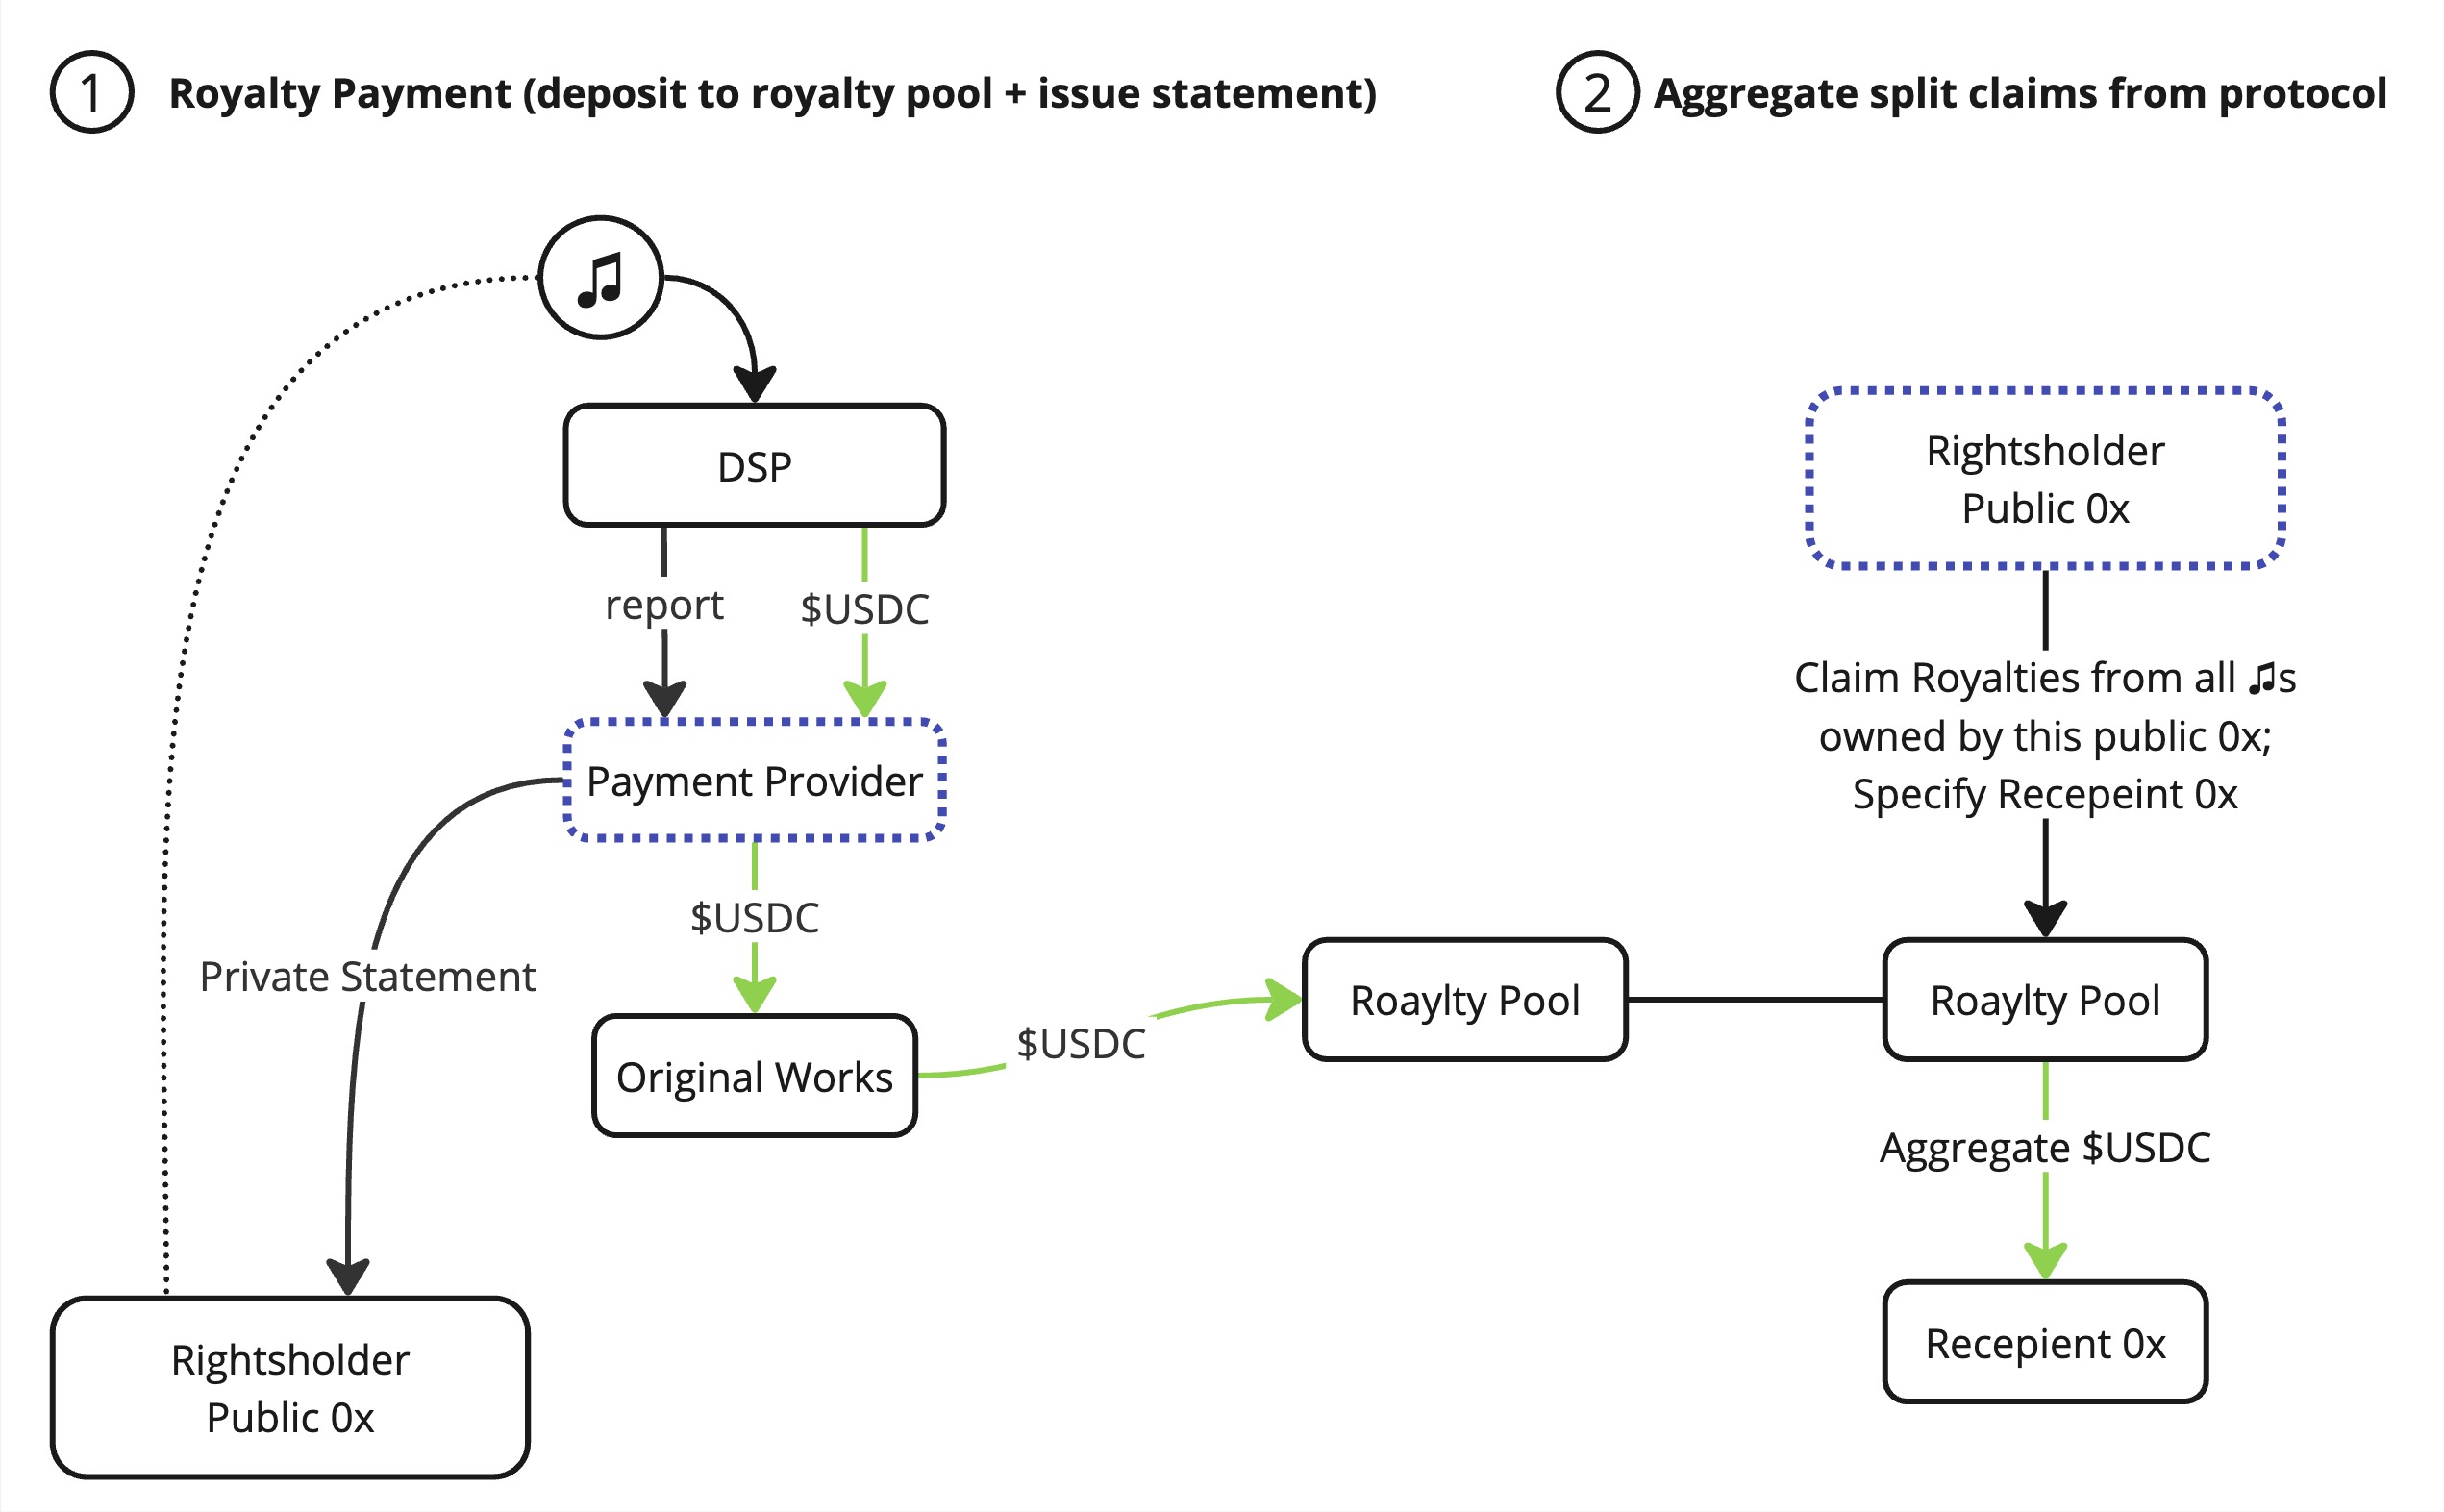 1 Royalty Payment (deposit to royalty pool + issue statement)
2 Aggregate split claims from protocol
DSP
report
$USDC
Payment Provider
$USDC
Private Statement
Original Works
$USDC
Rightsholder
Public 0x
Roaylty Pool
Rightsholder
Public 0x
Claim Royalties from all ♫s
owned by this public 0x;
Specify Recepeint 0x
Roaylty Pool
Aggregate $USDC
Recepient 0x